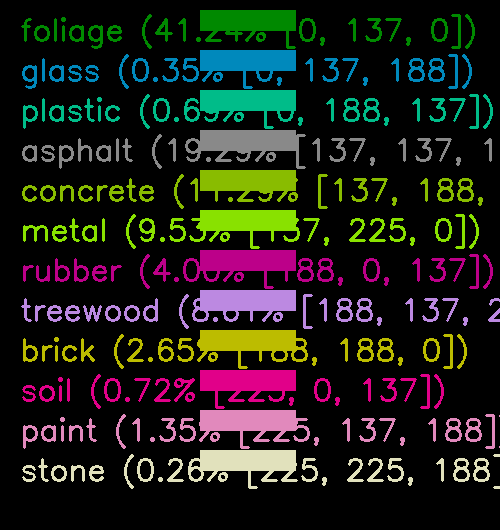 foliage (41.24% [0, 137, 0])
glass (0.35% [0, 137, 188])
plastic (0.69% [0, 188, 137])
asphalt (19.29% [137, 137, 1
concrete (11.29% [137, 188,
metal (9.53% [137, 225, 0])
rubber (4.00% [188, 0, 137])
treewood (8.61% [188, 137, 2
brick (2.65% [188, 188, 0])
soil (0.72% [225, 0, 137])
paint (1.35% [225, 137, 188]
stone (0.26% [225, 225, 188]